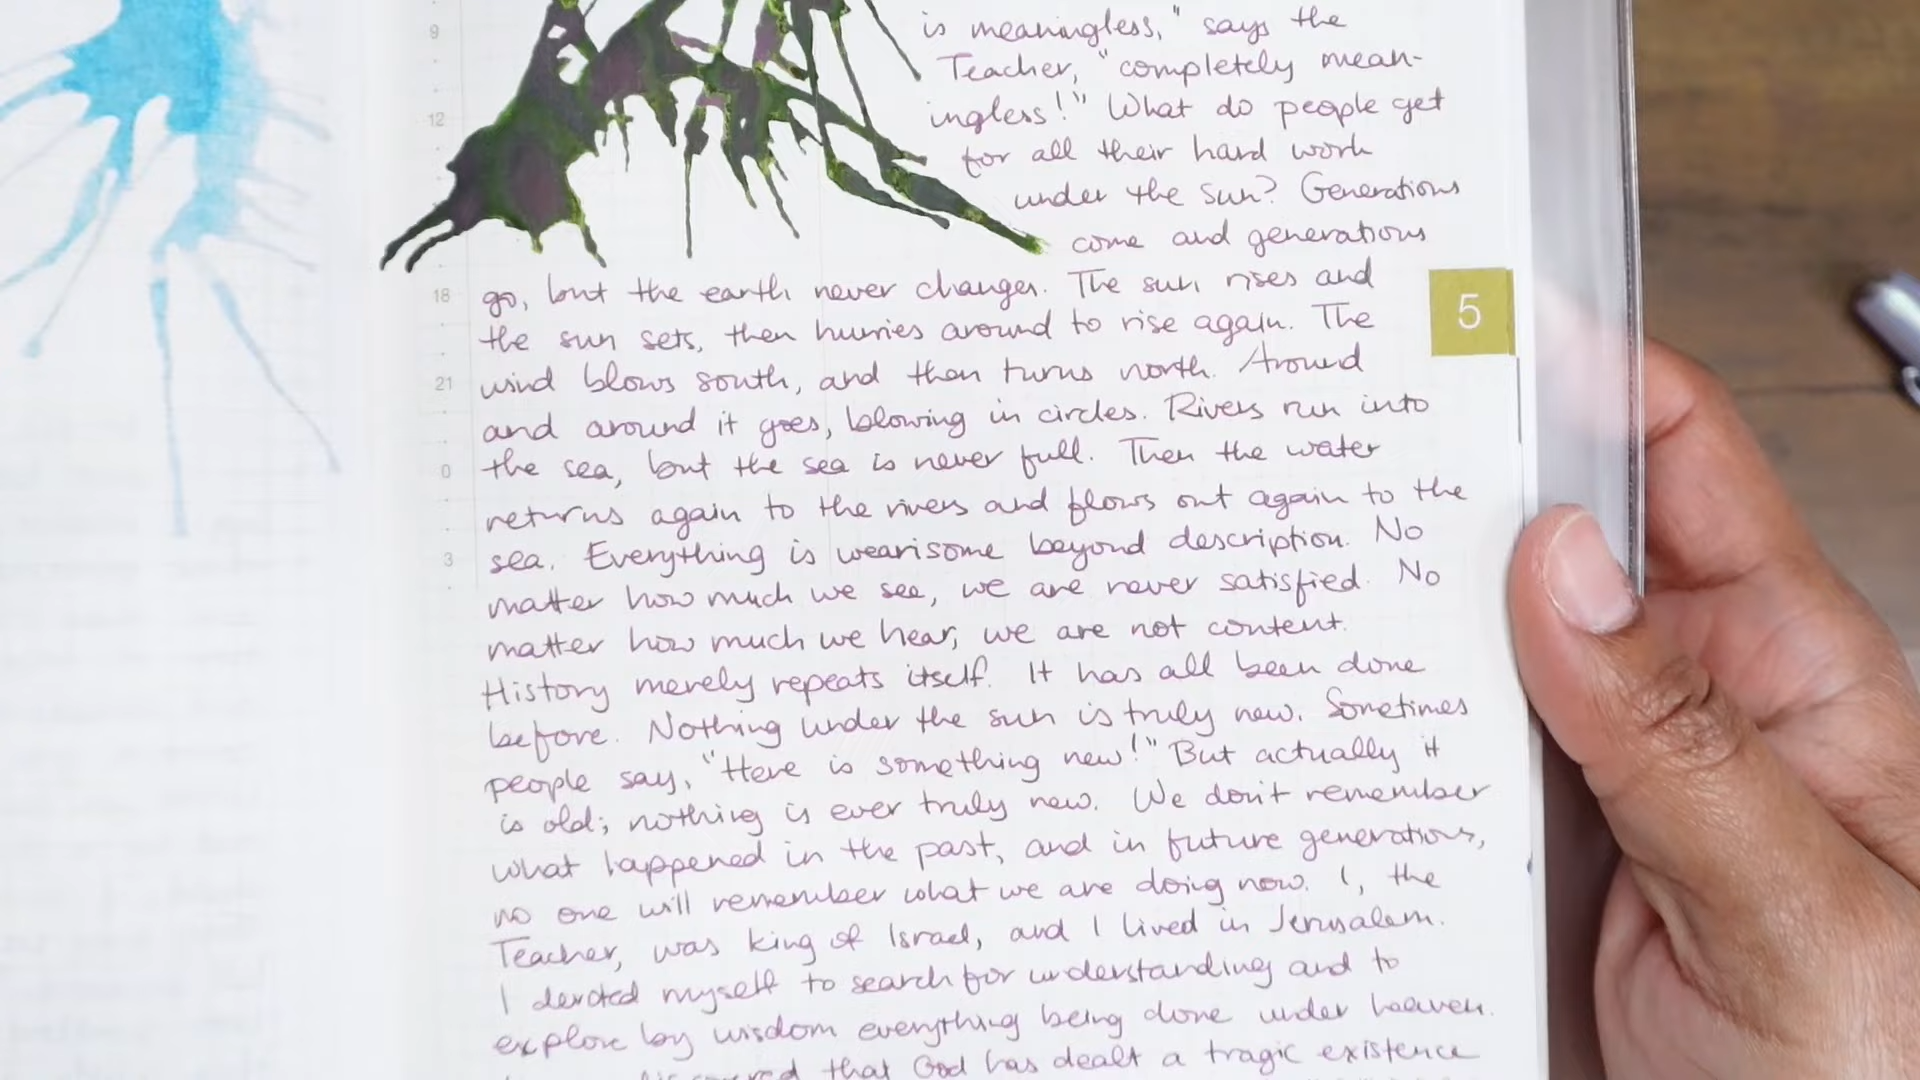 9
is meaningless," says the
Teacher, "completely mean-
12
ingless!" What do people get
for all their hard work
under the sun? Generations
come and generations
18
go, but the earth never changes. The sun rises and
5
the sun sets, then hurries around to rise again. The
21
wind blows south, and then turns north. Around
and around it goes, blowing in circles. Rivers run into
0
the sea, but the sea is never full. Then the water
returns again to the rivers and flows out again to the
3
sea. Everything is wearisome beyond description. No
matter how much we see, we are never satisfied. No
matter how much we hear, we are not content.
History merely repeats itself. It has all been done
before. Nothing under the sun is truly new. Sometimes
people say, "Here is something new!" But actually it
is old; nothing is ever truly new. We don't remember
what happened in the past, and in future generations,
no one will remember what we are doing now. I, the
Teacher, was king of Israel, and I lived in Jerusalem.
I devoted myself to search for understanding and to
explore by wisdom everything being done under heaven.
that God has dealt a tragic existence